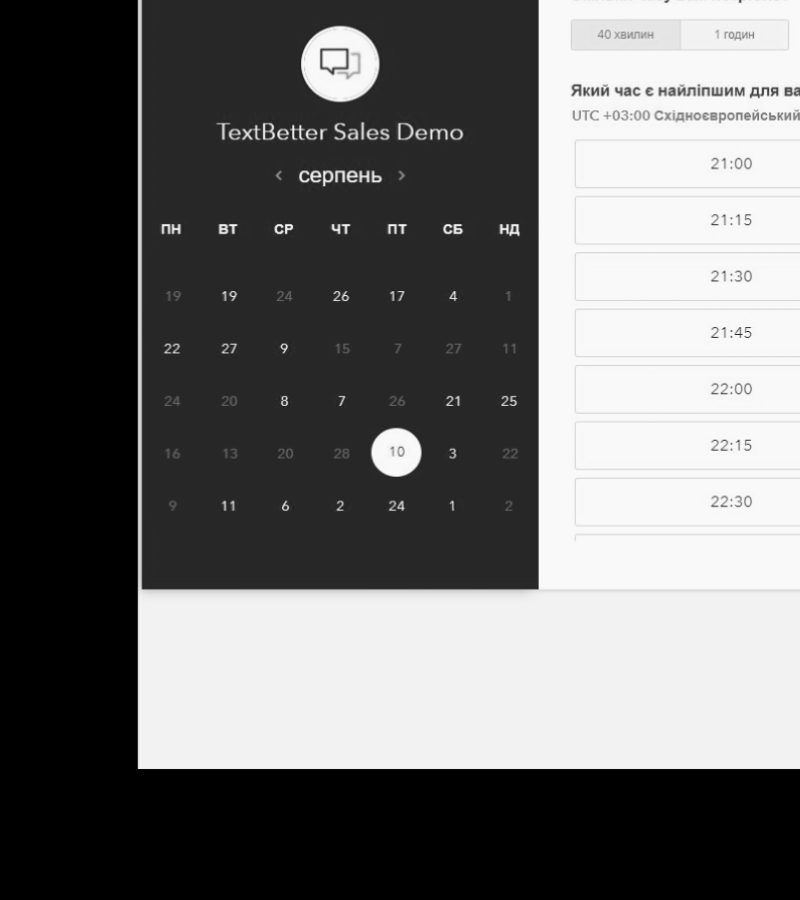 TextBetter Sales Demo
серпень
ПН ВТ СР ЧТ ПТ СБ НД
19 19 24 26 17 4 1
22 27 9 15 7 27 11
24 20 8 7 26 21 25
16 13 20 28 10 3 22
9 11 6 2 24 1 2
40 хвилин 1 годин
Який час є найліпшим для ва
UTC +03:00 Східноєвропейський
21:00
21:15
21:30
21:45
22:00
22:15
22:30